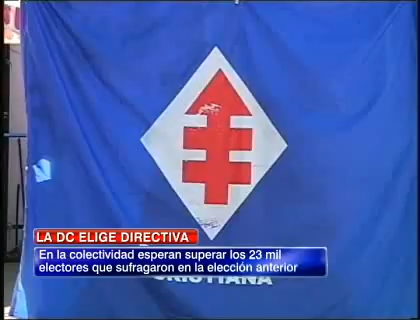 LA DC ELIGE DIRECTIVA
En la colectividad esperan superar los 23 mil
electores que sufragaron en la elección anterior
CRISTIANA